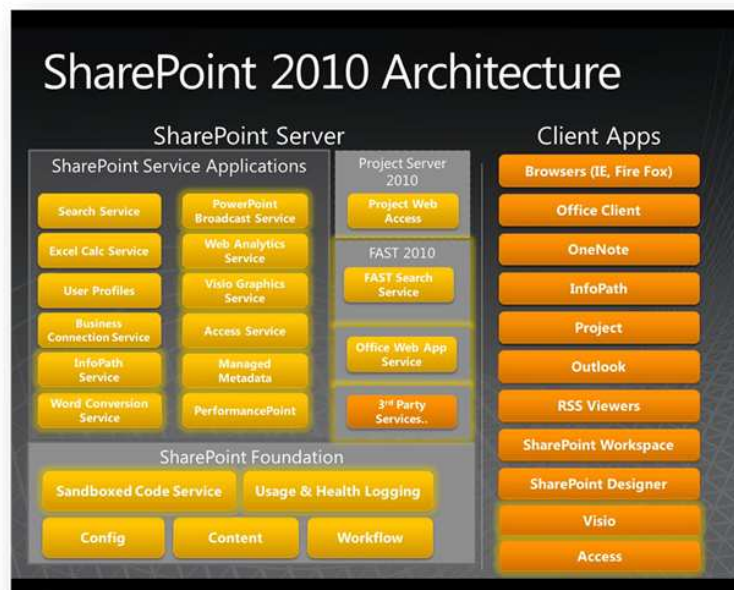 SharePoint 2010 Architecture
SharePoint Server
SharePoint Service Applications
Search Service
PowerPoint
Broadcast Service
Excel Calc Service
Web Analytics
Service
User Profiles
Visio Graphics
Service
Business
Connection Service
Access Service
InfoPath
Service
Managed
Metadata
Word Conversion
Service
PerformancePoint
Project Server
2010
Project Web
Access
FAST 2010
FAST Search
Service
Office Web App
Service
3rd Party
Services..
SharePoint Foundation
Sandboxed Code Service
Usage & Health Logging
Config
Content
Workflow
Client Apps
Browsers (IE, Fire Fox)
Office Client
OneNote
InfoPath
Project
Outlook
RSS Viewers
SharePoint Workspace
SharePoint Designer
Visio
Access